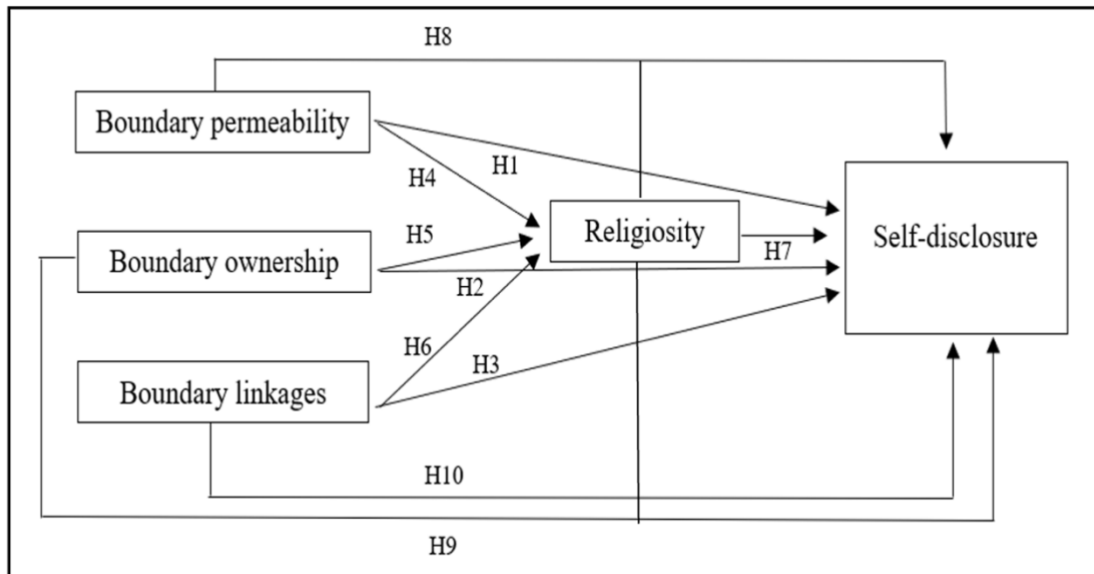 H8
Boundary permeability
H1
H4
Religiosity
Self-disclosure
H5
Boundary ownership
H7
H2
H6
H3
Boundary linkages
H10
H9